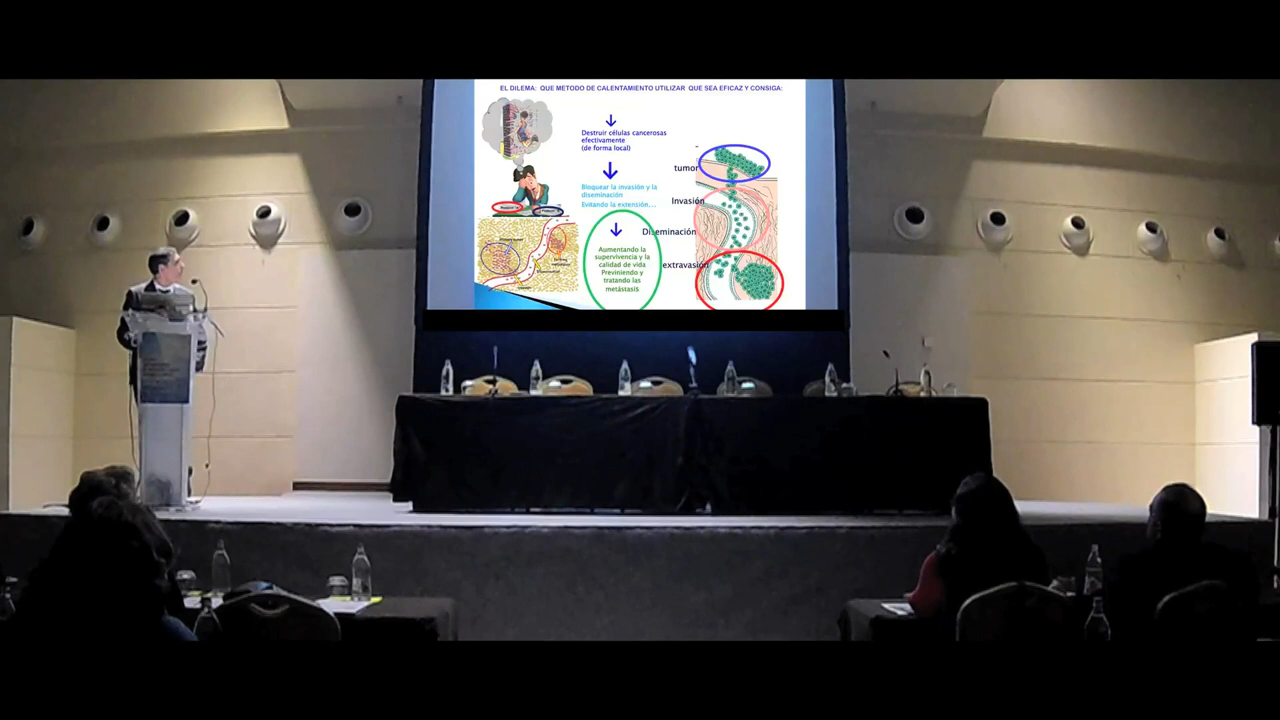 EL DILEMA: QUE METODO DE CALENTAMIENTO UTILIZAR QUE SEA EFICAZ Y CONSIGA:
Destruir células cancerosas
efectivamente
(de forma local)
Bloquear la invasión y la
diseminación
Evitando la extensión...
Aumentando la
supervivencia y la
calidad de vida
Previniendo y
tratando las
metástasis
tumor
Invasión
Diseminación
extravasación